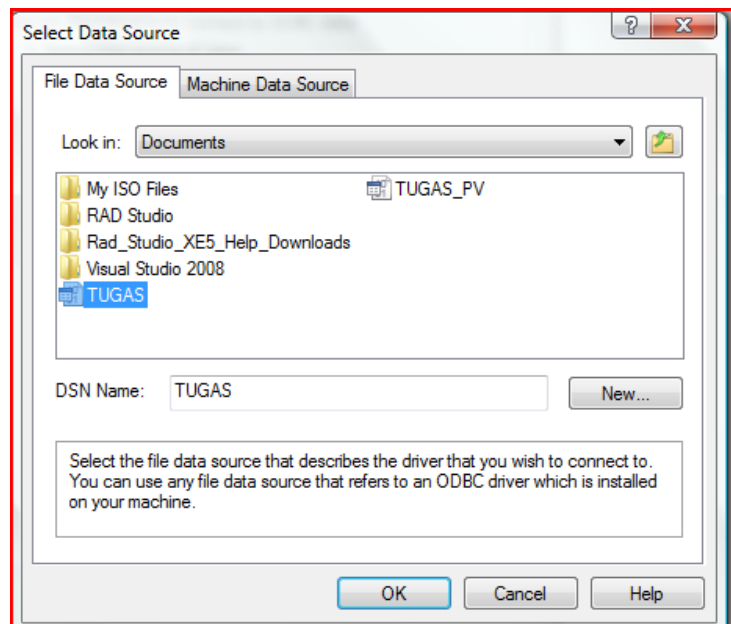 Select Data Source
File Data Source
Machine Data Source
Look in: Documents
My ISO Files
TUGAS_PV
RAD Studio
Rad_Studio_XE5_Help_Downloads
Visual Studio 2008
TUGAS
DSN Name: TUGAS
New...
Select the file data source that describes the driver that you wish to connect to.
You can use any file data source that refers to an ODBC driver which is installed
on your machine.
OK
Cancel
Help